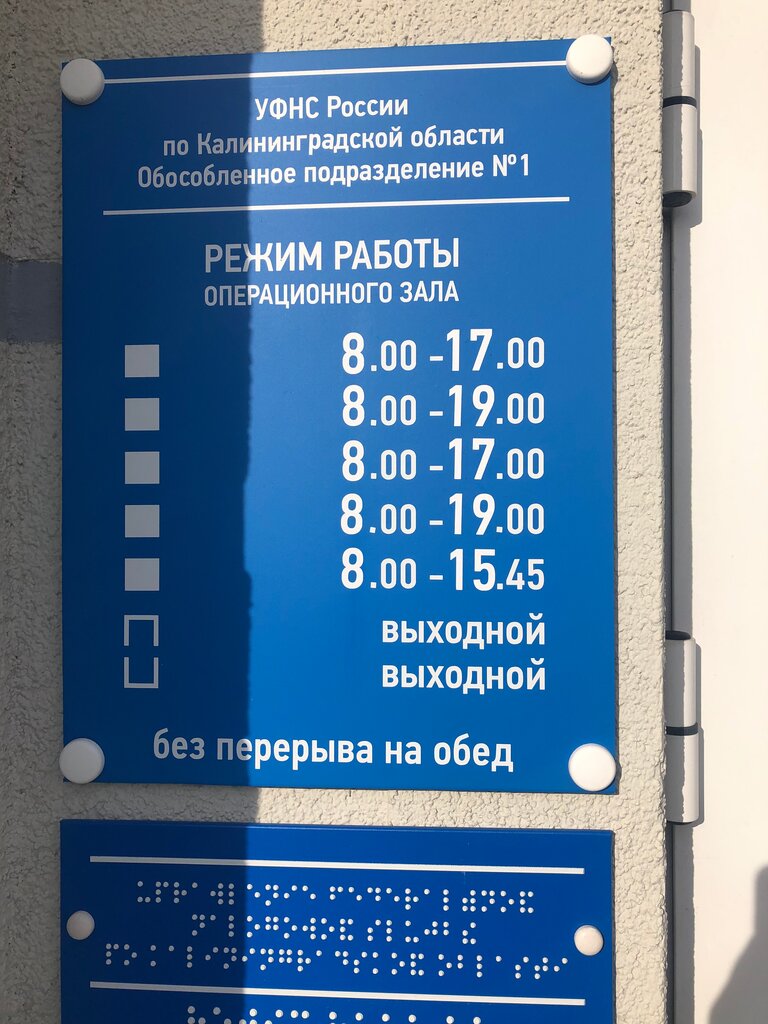 УФНС России
по Калининградской области
Обособленное подразделение №1
РЕЖИМ РАБОТЫ
ОПЕРАЦИОННОГО ЗАЛА
8.00 -17.00
8.00 -19.00
8.00 -17.00
8.00 -19.00
8.00 -15.45
выходной
выходной
без перерыва на обед